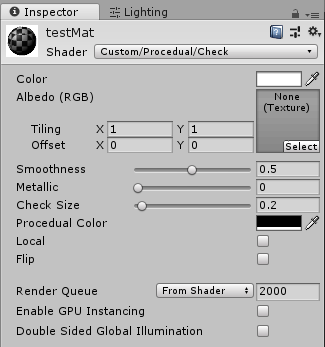 Inspector Lighting
testMat
Shader Custom/Procedual/Check
Color
Albedo (RGB)
None
(Texture)
Tiling X 1 Y 1
Offset X 0 Y 0
Select
Smoothness 0.5
Metallic 0
Check Size 0.2
Procedual Color
Local
Flip
Render Queue From Shader 2000
Enable GPU Instancing
Double Sided Global Illumination